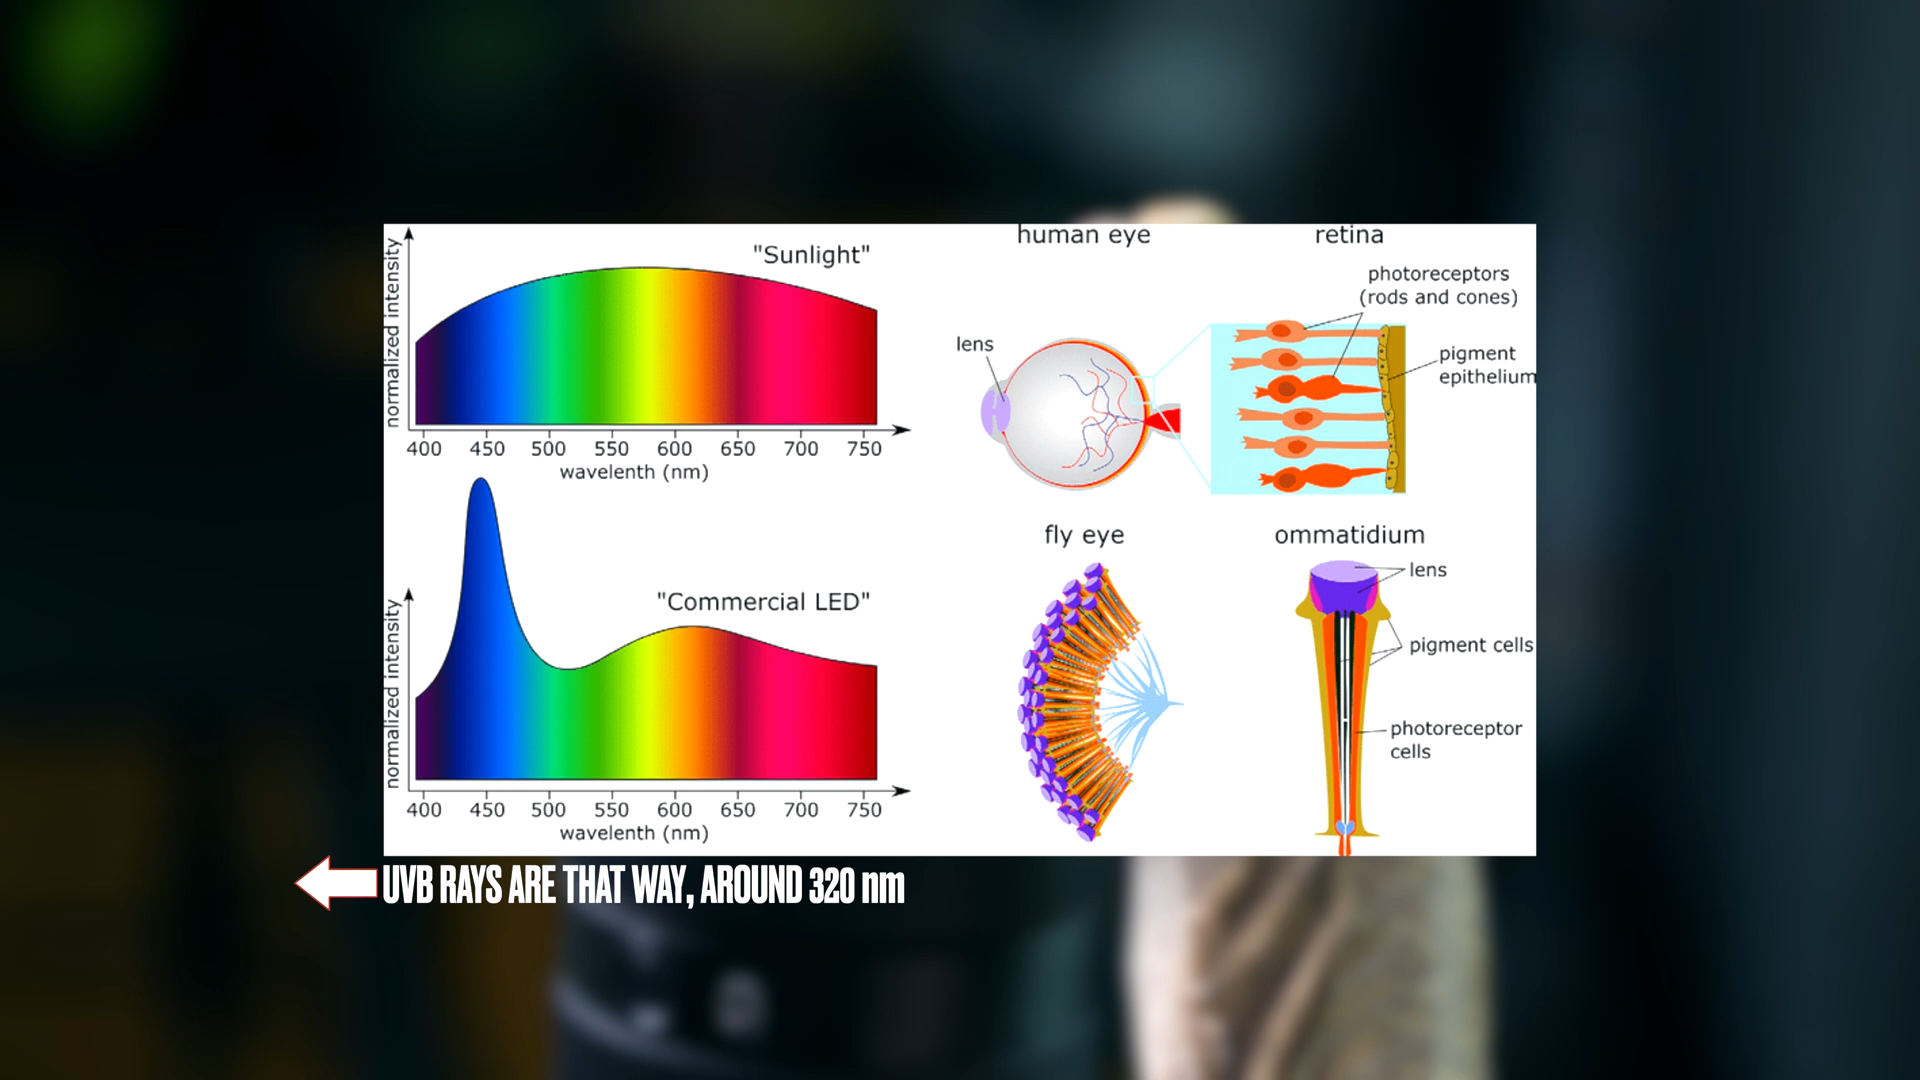 "Sunlight"
normalized intensity
400 450 500 550 600 650 700 750
wavelenth (nm)
"Commercial LED"
normalized intensity
400 450 500 550 600 650 700 750
wavelenth (nm)
human eye
lens
retina
photoreceptors
(rods and cones)
pigment
epithelium
fly eye
ommatidium
lens
pigment cells
photoreceptor
cells
UVB RAYS ARE THAT WAY, AROUND 320 nm